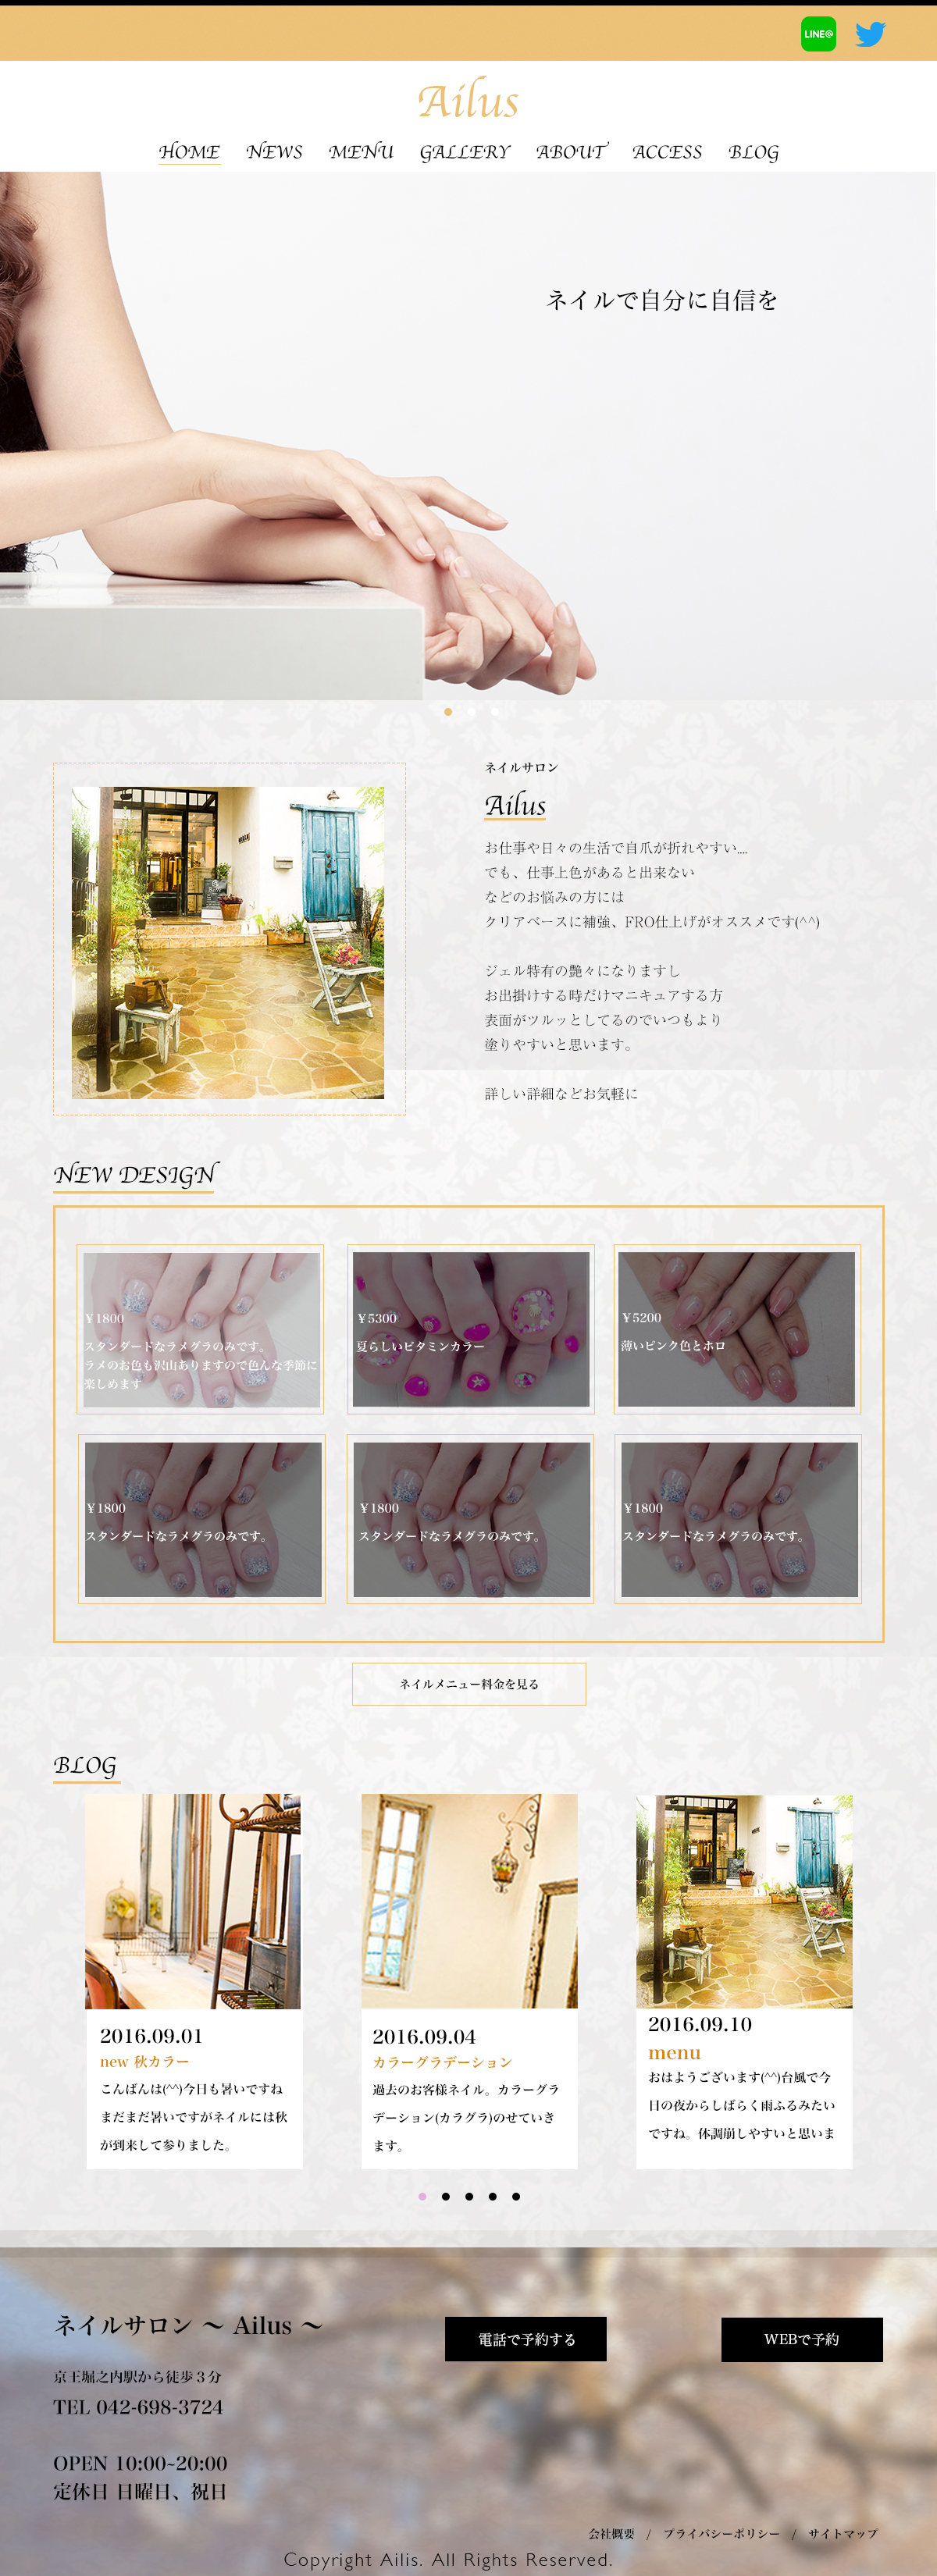 LINE@
Ailus
HOME NEWS MENU GALLERY ABOUT ACCESS BLOG
ネイルで自分に自信を
ネイルサロン
Ailus
お仕事や日々の生活で自爪が折れやすい....
でも、仕事上色があると出来ない
などのお悩みの方には
クリアベースに補強、FRO仕上げがオススメです(^^)
ジェル特有の艶々になりますし
お出掛けする時だけマニキュアする方
表面がツルッとしてるのでいつもより
塗りやすいと思います。
詳しい詳細などお気軽に
NEW DESIGN
¥1800
スタンダードなラメグラのみです。
ラメのお色も沢山ありますので色んな季節に
楽しめます
¥5300
夏らしいビタミンカラー
¥5200
薄いピンク色とホロ
¥1800
スタンダードなラメグラのみです。
¥1800
スタンダードなラメグラのみです。
¥1800
スタンダードなラメグラのみです。
ネイルメニュー料金を見る
BLOG
2016.09.01
new 秋カラー
こんばんは(^^)今日も暑いですね
まだまだ暑いですがネイルには秋
が到来して参りました。
2016.09.04
カラーグラデーション
過去のお客様ネイル。カラーグラ
デーション(カラグラ)のせていき
ます。
2016.09.10
menu
おはようございます(^^)台風で今
日の夜からしばらく雨ふるみたい
ですね。体調崩しやすいと思いま
ネイルサロン 〜 Ailus 〜
京王堀之内駅から徒歩３分
TEL 042-698-3724
OPEN 10:00~20:00
定休日 日曜日、祝日
電話で予約する
WEBで予約
会社概要 / プライバシーポリシー / サイトマップ
Copyright Ailis. All Rights Reserved.